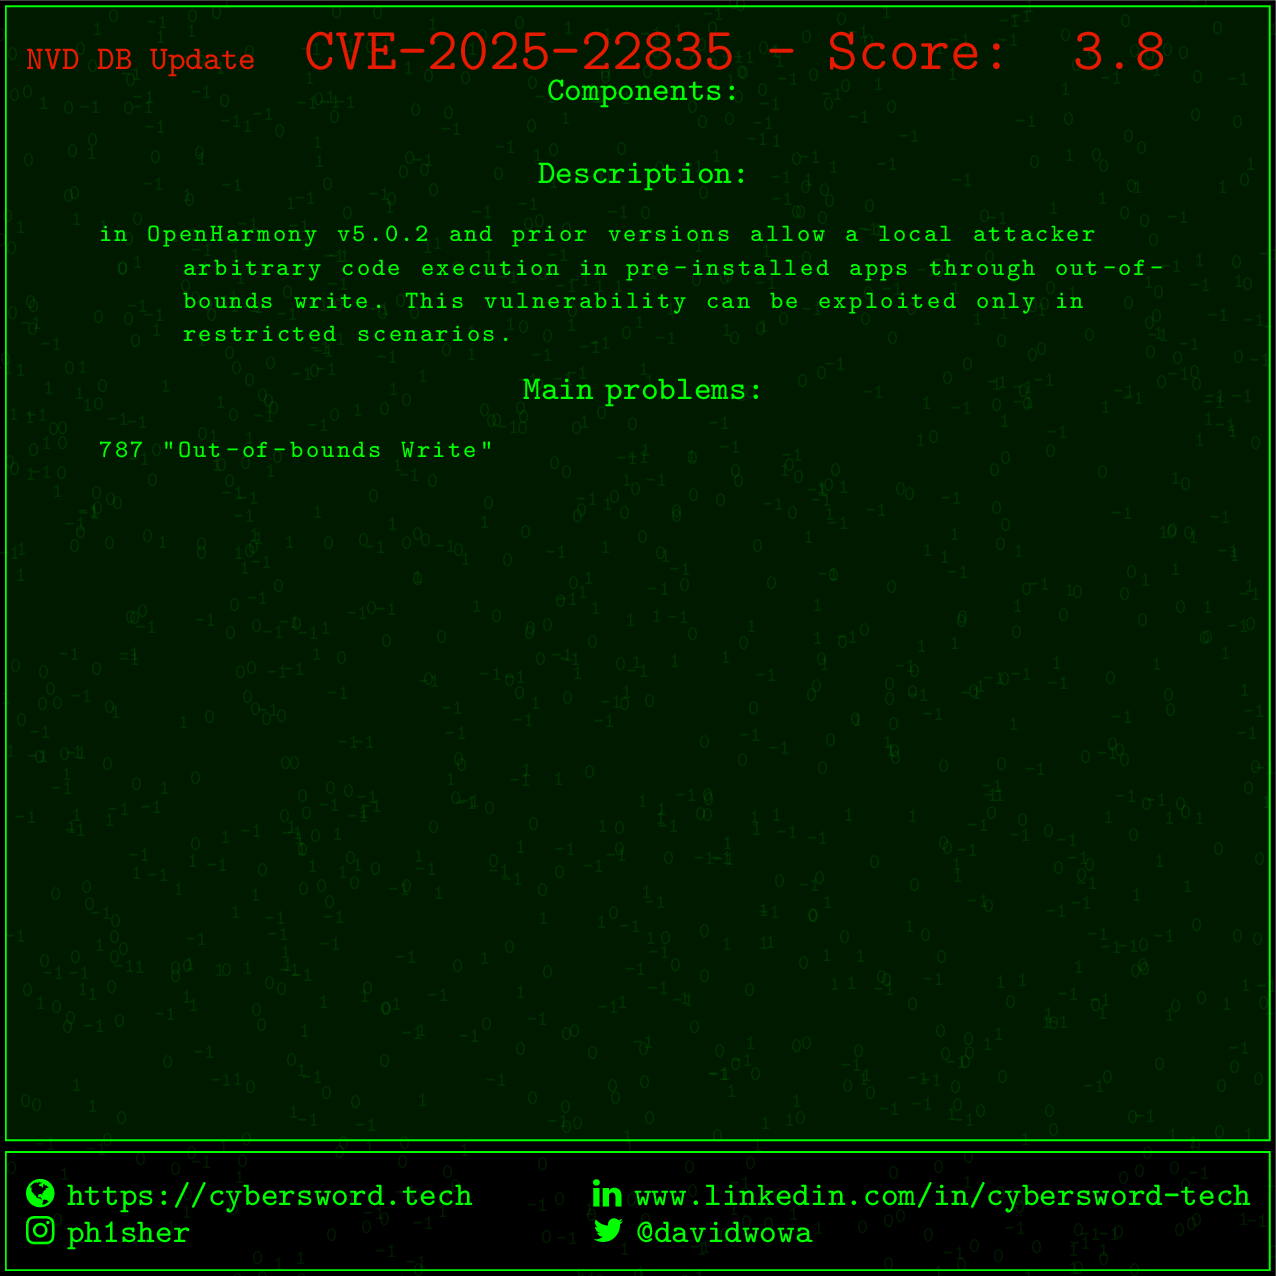 NVD DB Update CVE-2025-22835 - Score: 3.8
Components:
Description:
in OpenHarmony v5.0.2 and prior versions allow a local attacker
arbitrary code execution in pre-installed apps through out-of-
bounds write. This vulnerability can be exploited only in
restricted scenarios.
Main problems:
787 "Out-of-bounds Write"
https://cybersword.tech
www.linkedin.com/in/cybersword-tech
ph1sher
@davidwowa